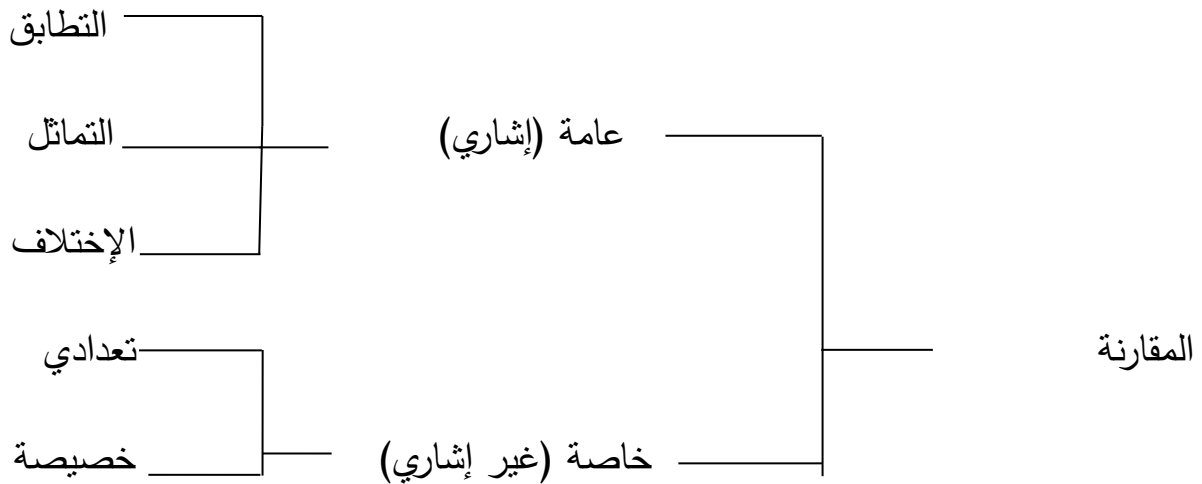 التطابق
عامة (إشاري) التماثل
الإختلاف
المقارنة تعدادي
خاصة (غير إشاري) خصيصة